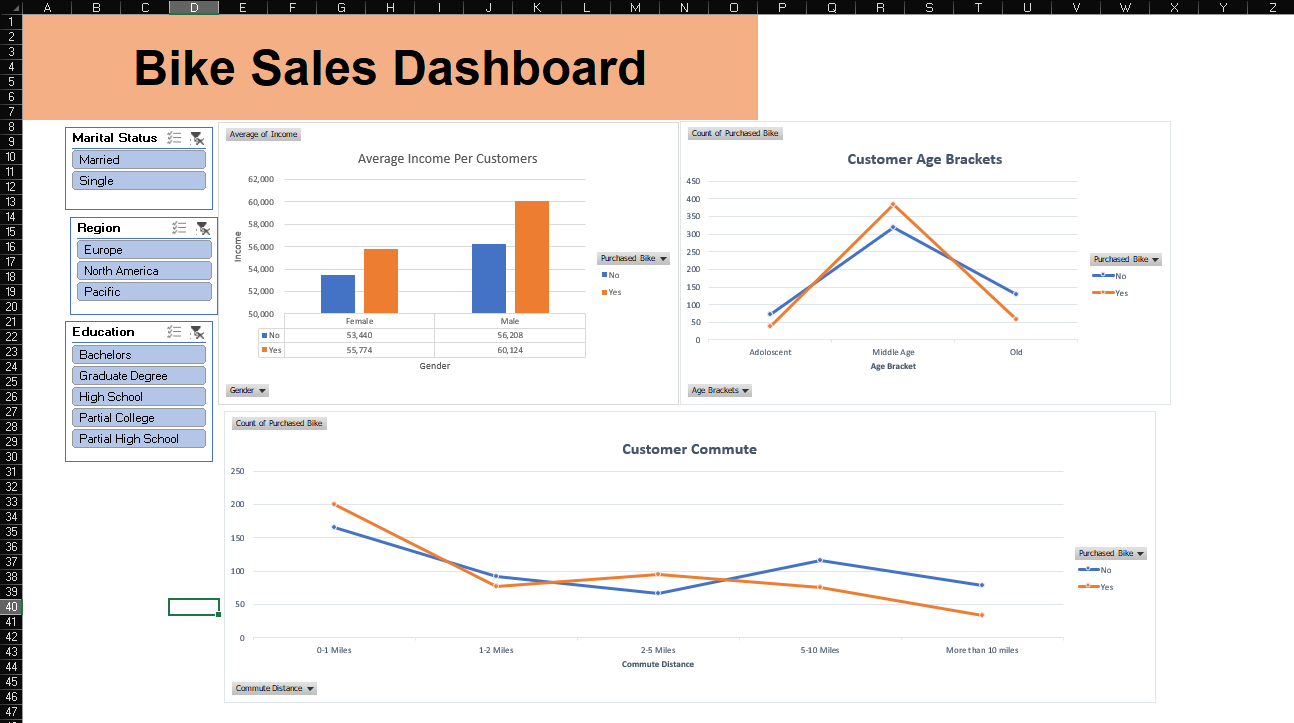 A B C D E F G H I J K L M N O P Q R S T U V W X Y Z
1
2
3
4
5
6
7
8
9
10
11
12
13
14
15
16
17
18
19
20
21
22
23
24
25
26
27
28
29
30
31
32
33
34
35
36
37
38
39
40
41
42
43
44
45
46
47
Bike Sales Dashboard
Marital Status
Married
Single
Region
Europe
North America
Pacific
Education
Bachelors
Graduate Degree
High School
Partial College
Partial High School
Average of Income
Average Income Per Customers
62,000
60,000
58,000
56,000
54,000
52,000
50,000
Income
Female Male
No 53,440 56,208
Yes 55,774 60,124
Gender
Purchased Bike
No
Yes
Gender
Count of Purchased Bike
Customer Age Brackets
450
400
350
300
250
200
150
100
50
0
Adoloscent Middle Age Old
Age Bracket
Purchased Bike
No
Yes
Age Brackets
Count of Purchased Bike
Customer Commute
250
200
150
100
50
0
0-1 Miles 1-2 Miles 2-5 Miles 5-10 Miles More than 10 miles
Commute Distance
Purchased Bike
No
Yes
Commute Distance